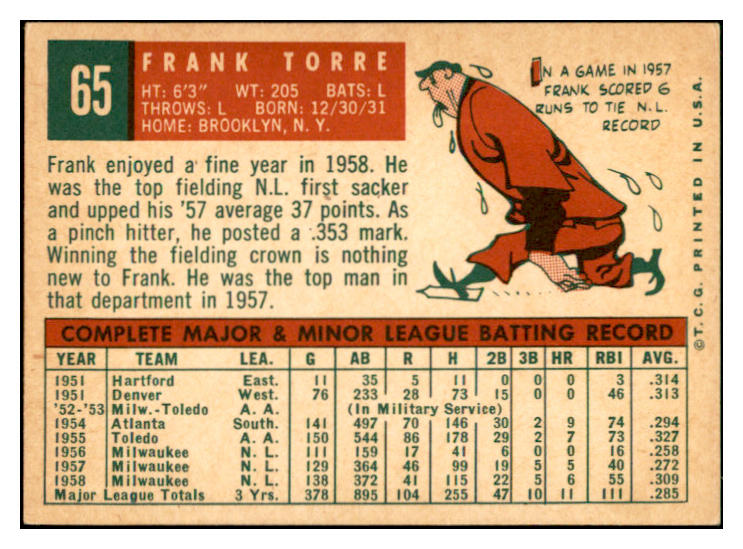 65
FRANK TORRE
HT: 6'3" WT: 205 BATS: L
THROWS: L BORN: 12/30/31
HOME: BROOKLYN, N. Y.
IN A GAME IN 1957
FRANK SCORED 6
RUNS TO TIE N.L.
RECORD
Frank enjoyed a fine year in 1958. He
was the top fielding N.L. first sacker
and upped his '57 average 37 points. As
a pinch hitter, he posted a .353 mark.
Winning the fielding crown is nothing
new to Frank. He was the top man in
that department in 1957.
©T.C.G. PRINTED IN U.S.A.
COMPLETE MAJOR & MINOR LEAGUE BATTING RECORD
YEAR TEAM LEA. G AB R H 2B 3B HR RBI AVG.
1951 Hartford East. 11 35 5 11 0 0 0 3 .314
1951 Denver West. 76 233 28 73 15 0 0 46 .313
'52-'53 Milw.-Toledo A. A. (In Military Service)
1954 Atlanta South. 141 497 70 146 30 2 9 74 .294
1955 Toledo A. A. 150 544 86 178 29 2 7 73 .327
1956 Milwaukee N. L. 111 159 17 41 6 0 0 16 .258
1957 Milwaukee N. L. 129 364 46 99 19 5 5 40 .272
1958 Milwaukee N. L. 138 372 41 115 22 5 6 55 .309
Major League Totals 3 Yrs. 378 895 104 255 47 10 11 111 .285